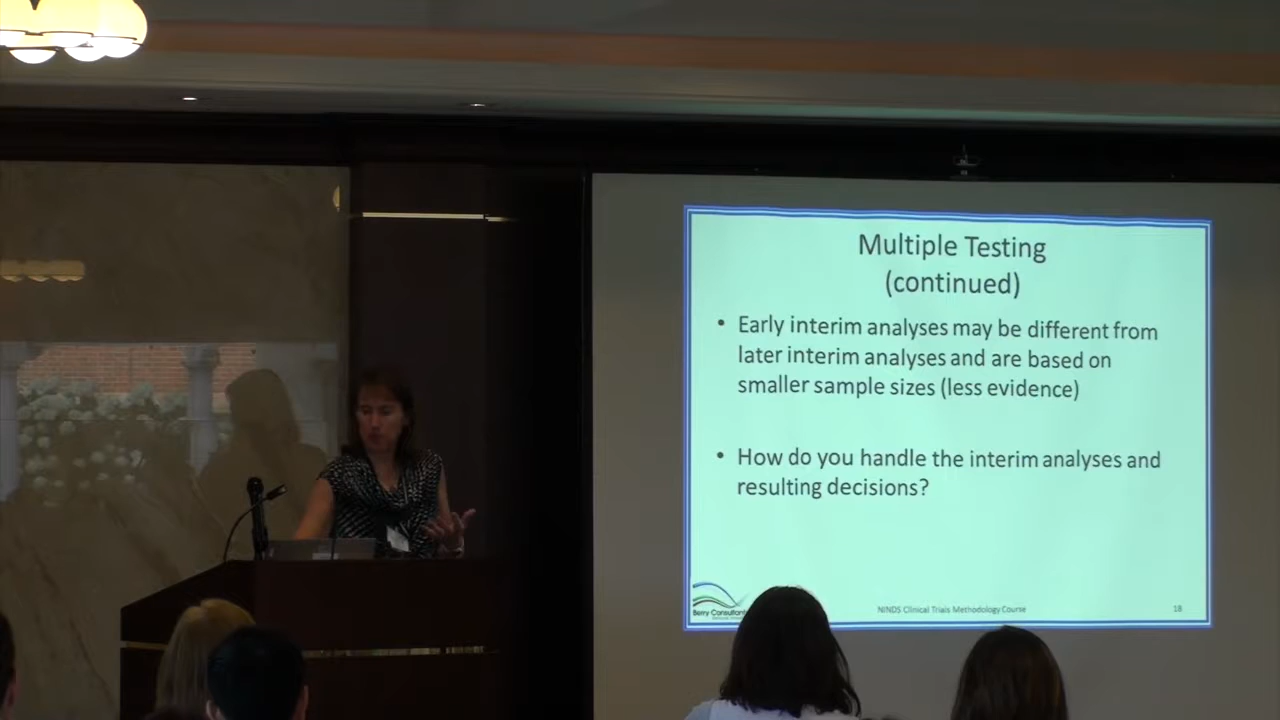 Multiple Testing
(continued)
• Early interim analyses may be different from
later interim analyses and are based on
smaller sample sizes (less evidence)
• How do you handle the interim analyses and
resulting decisions?
Berry Consultants
NINDS Clinical Trials Methodology Course
18